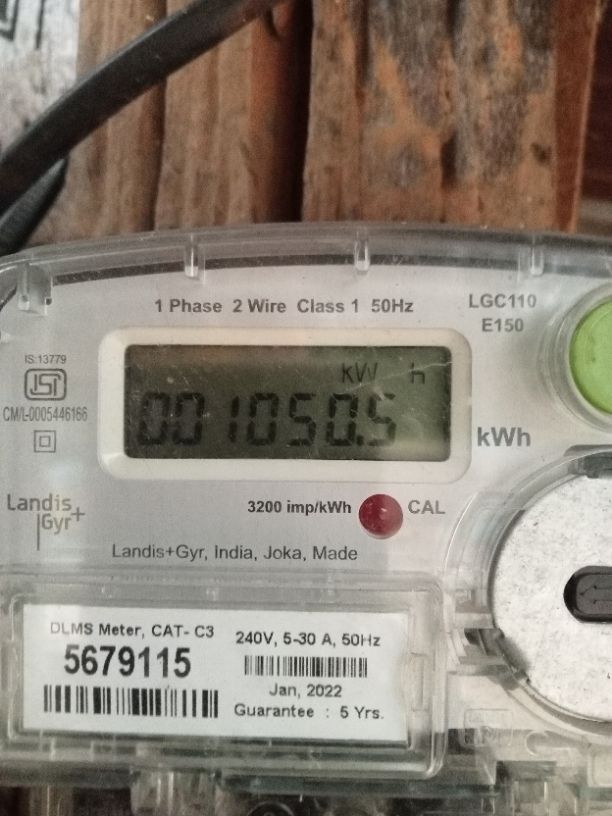 1 Phase 2 Wire Class 1 50Hz
LGC110
E150
IS:13779
ISI
CM/L-0005446166
kW h
001050.5
kWh
Landis
Gyr+
3200 imp/kWh
CAL
Landis+Gyr, India, Joka, Made
DLMS Meter, CAT- C3
5679115
240V, 5-30 A, 50Hz
Jan, 2022
Guarantee : 5 Yrs.